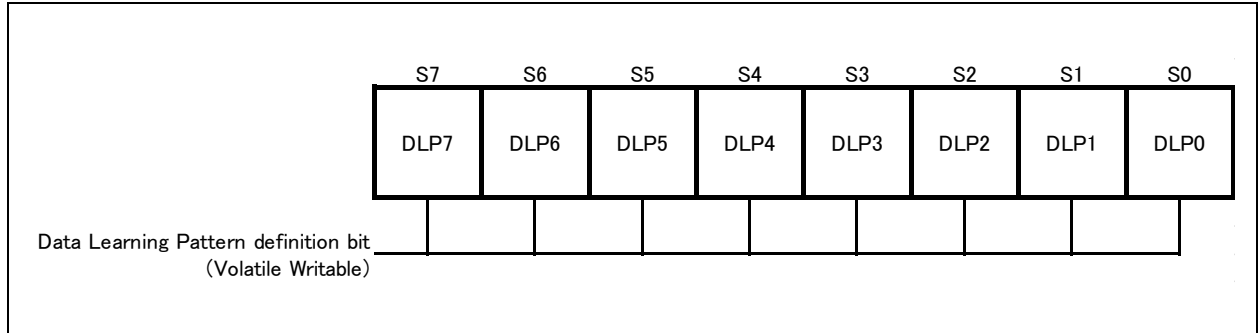 S7 S6 S5 S4 S3 S2 S1 S0
DLP7 DLP6 DLP5 DLP4 DLP3 DLP2 DLP1 DLP0
Data Learning Pattern definition bit
(Volatile Writable)